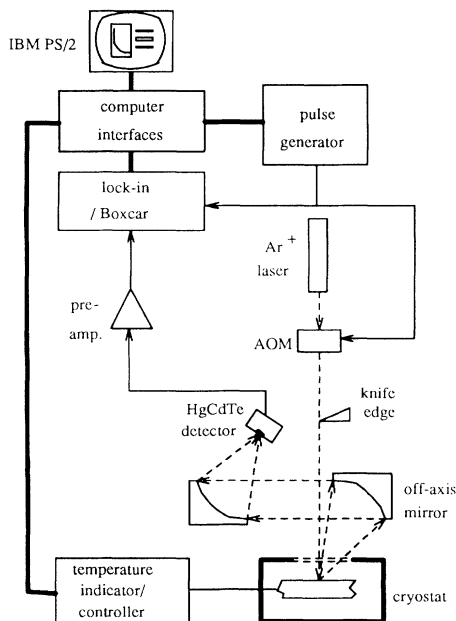 IBM PS/2
computer
interfaces
pulse
generator
lock-in
/ Boxcar
Ar+
laser
pre-
amp.
AOM
HgCdTe
detector
knife
edge
off-axis
mirror
temperature
indicator/
controller
cryostat